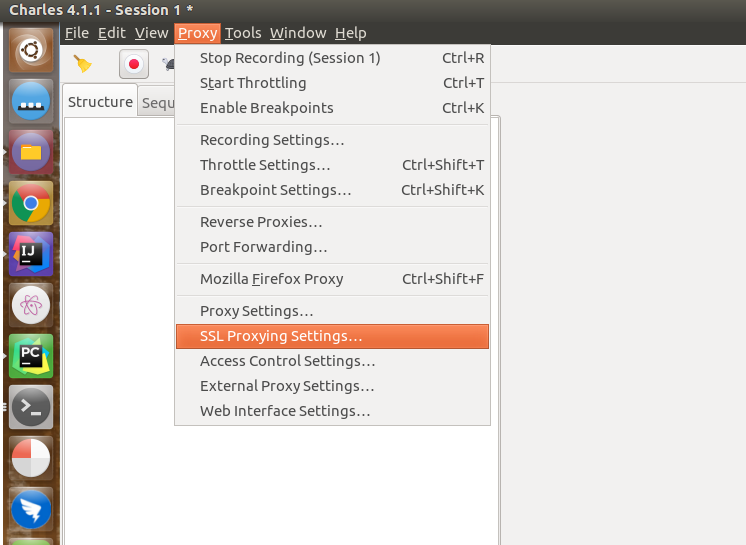 Charles 4.1.1 - Session 1 *
File Edit View Proxy Tools Window Help
Stop Recording (Session 1) Ctrl+R
Start Throttling Ctrl+T
Enable Breakpoints Ctrl+K
Structure Sequ
Recording Settings...
Throttle Settings... Ctrl+Shift+T
Breakpoint Settings... Ctrl+Shift+K
Reverse Proxies...
Port Forwarding...
IJ
Mozilla Firefox Proxy Ctrl+Shift+F
Proxy Settings...
SSL Proxying Settings...
PC
Access Control Settings...
External Proxy Settings...
Web Interface Settings...